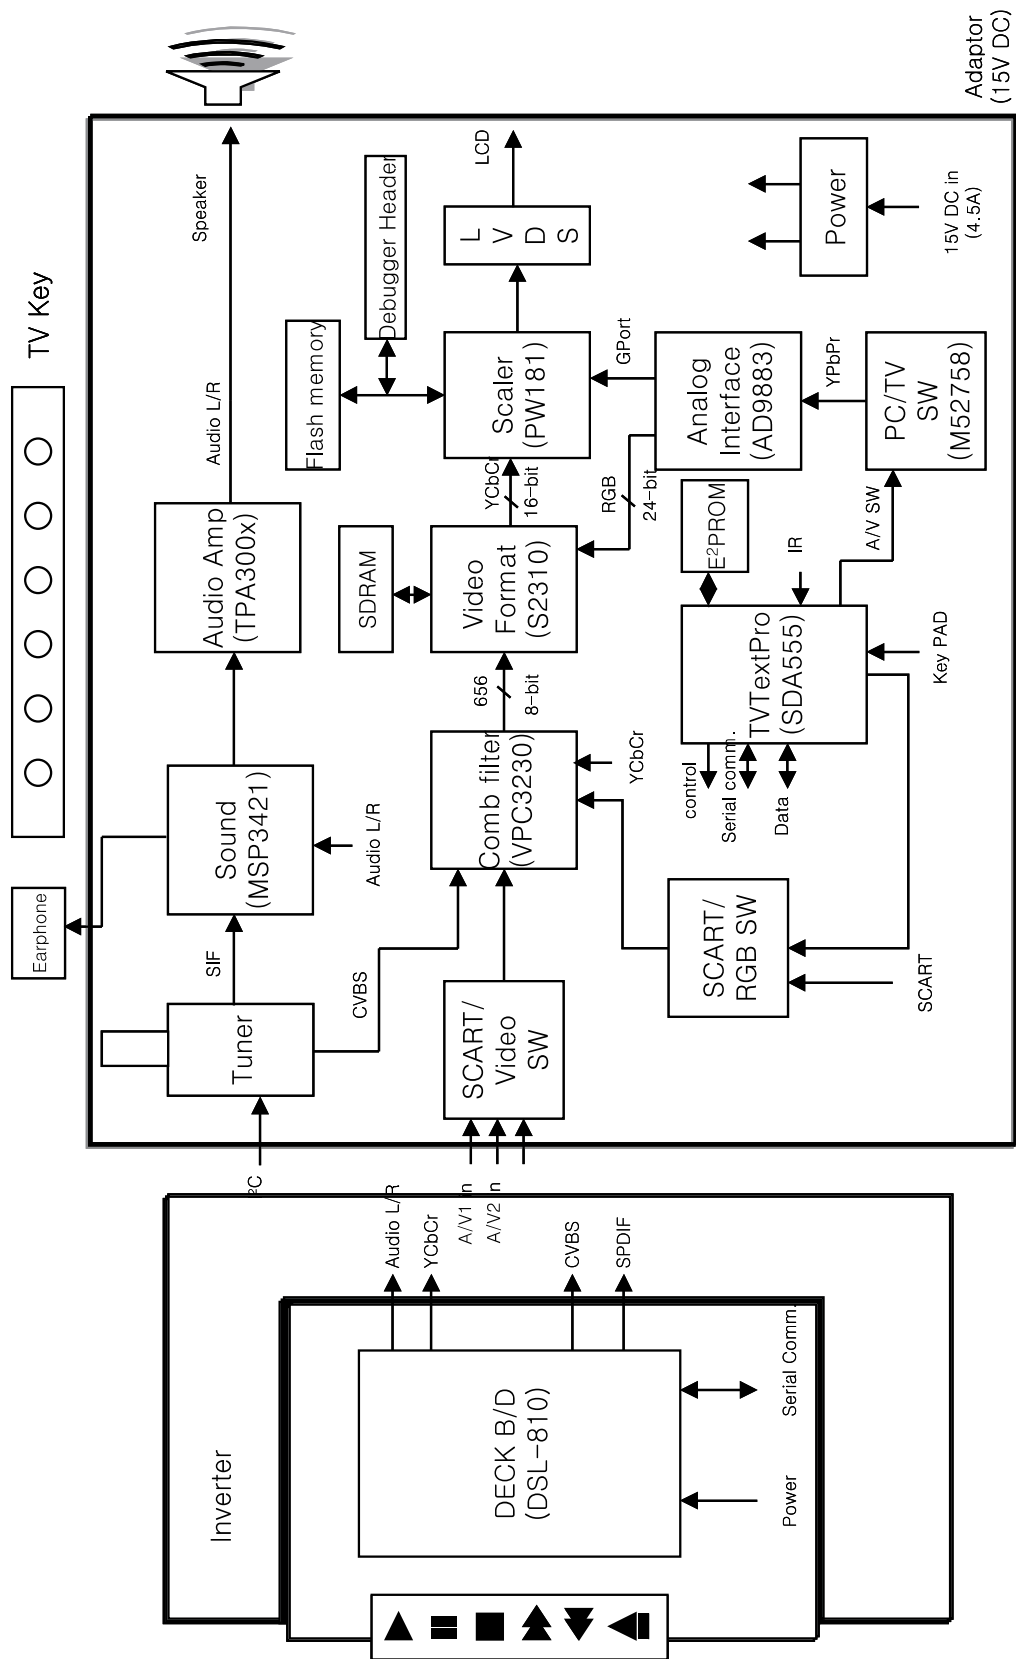 TV Key
Earphone
Tuner
SIF
Sound
(MSP3421)
Audio L/R
Audio Amp
(TPA300x)
Audio L/R
Speaker
CVBS
²C
A/V1 n
A/V2 n
SCART/
Video
SW
Comb filter
(VPC3230)
YCbCr
656
8-bit
SDRAM
Video
Format
(S2310)
YCbCr
16-bit
Flash memory
Debugger Header
Scaler
(PW181)
L
V
D
S
LCD
GPort
RGB
24-bit
Analog
Interface
(AD9883)
YPbPr
PC/TV
SW
(M52758)
A/V SW
E²PROM
IR
TVTextPro
(SDA555)
Key PAD
control
Serial comm.
Data
SCART/
RGB SW
SCART
Power
15V DC in
(4.5A)
Adaptor
(15V DC)
Inverter
DECK B/D
(DSL-810)
Audio L/R
YCbCr
CVBS
SPDIF
Power
Serial Comm.